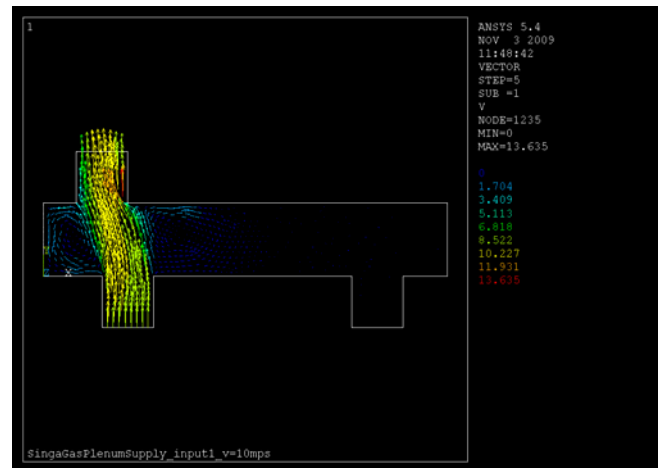 1
ANSYS 5.4
NOV 3 2009
11:48:42
VECTOR
STEP=5
SUB =1
V
NODE=1235
MIN=0
MAX=13.635
0
1.704
3.409
5.113
6.818
8.522
10.227
11.931
13.635
X
SingaGasPlenumSupply_input1_v=10mps